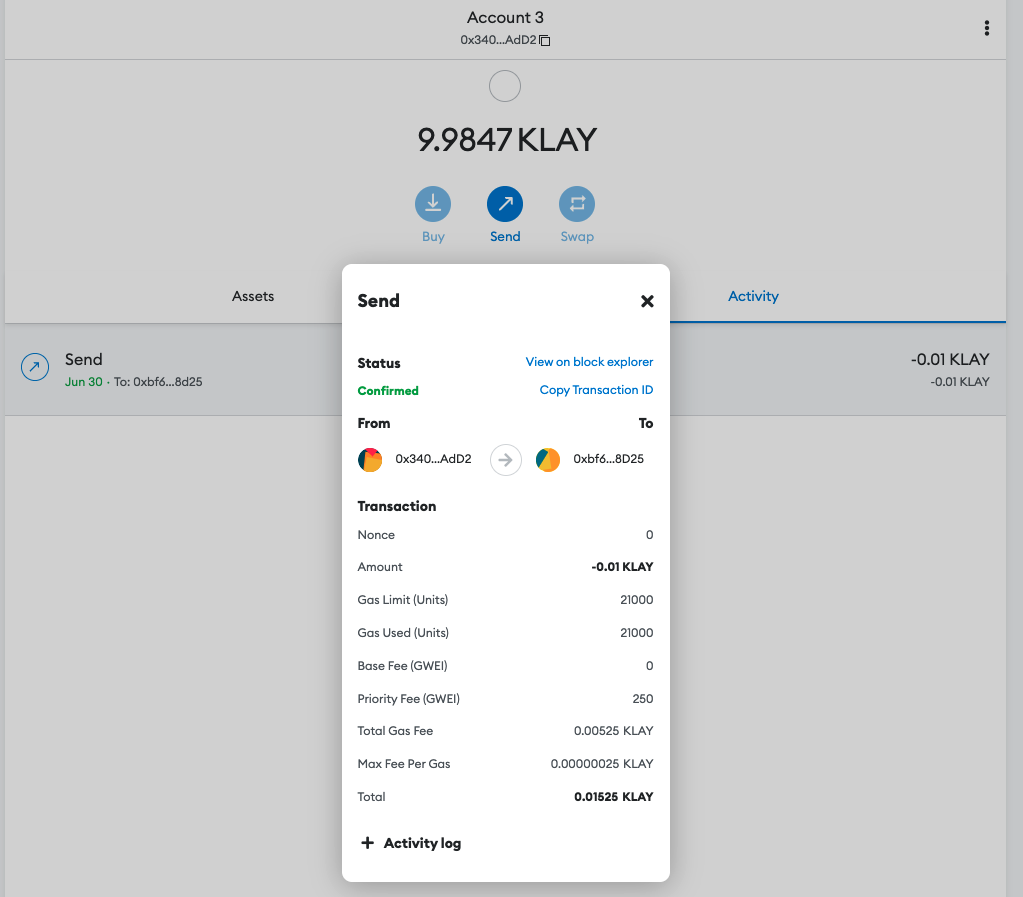 Account 3
0x340...AdD2
9.9847 KLAY
Buy Send Swap
Assets Activity
Send
Jun 30 · To: 0xbf6...8d25
-0.01 KLAY
-0.01 KLAY
Send
Status View on block explorer
Confirmed Copy Transaction ID
From To
0x340...AdD2 0xbf6...8D25
Transaction
Nonce 0
Amount -0.01 KLAY
Gas Limit (Units) 21000
Gas Used (Units) 21000
Base Fee (GWEI) 0
Priority Fee (GWEI) 250
Total Gas Fee 0.00525 KLAY
Max Fee Per Gas 0.00000025 KLAY
Total 0.01525 KLAY
Activity log